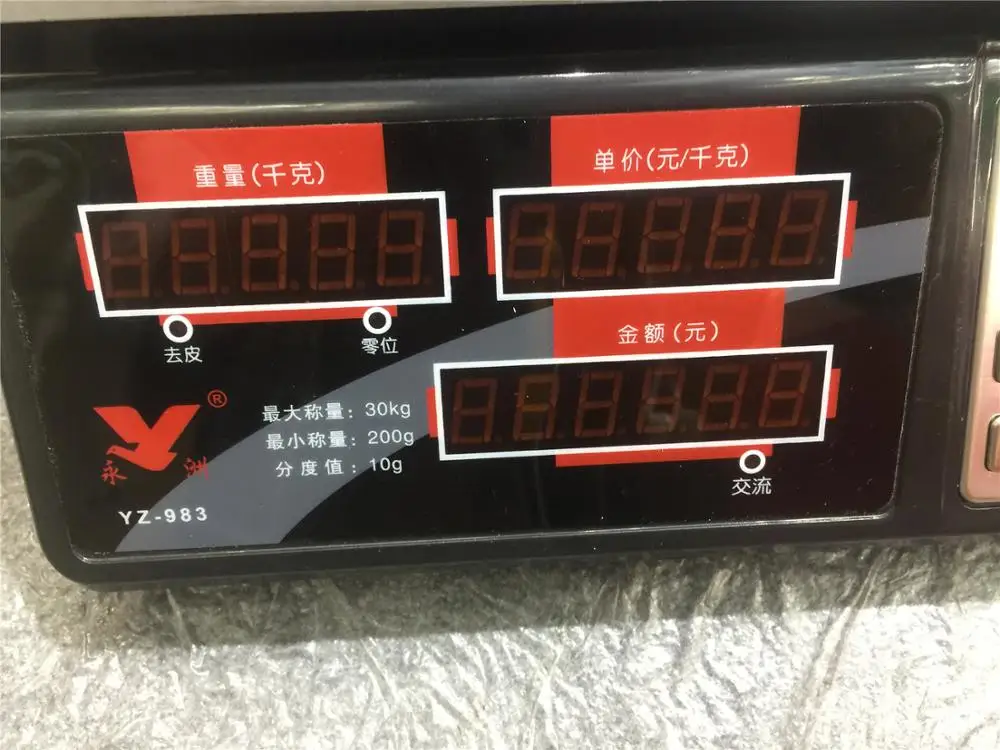 重量(千克)
单价(元/千克)
去皮
零位
金额(元)
®
永洲
最大称量: 30kg
最小称量: 200g
分度值: 10g
YZ-983
交流